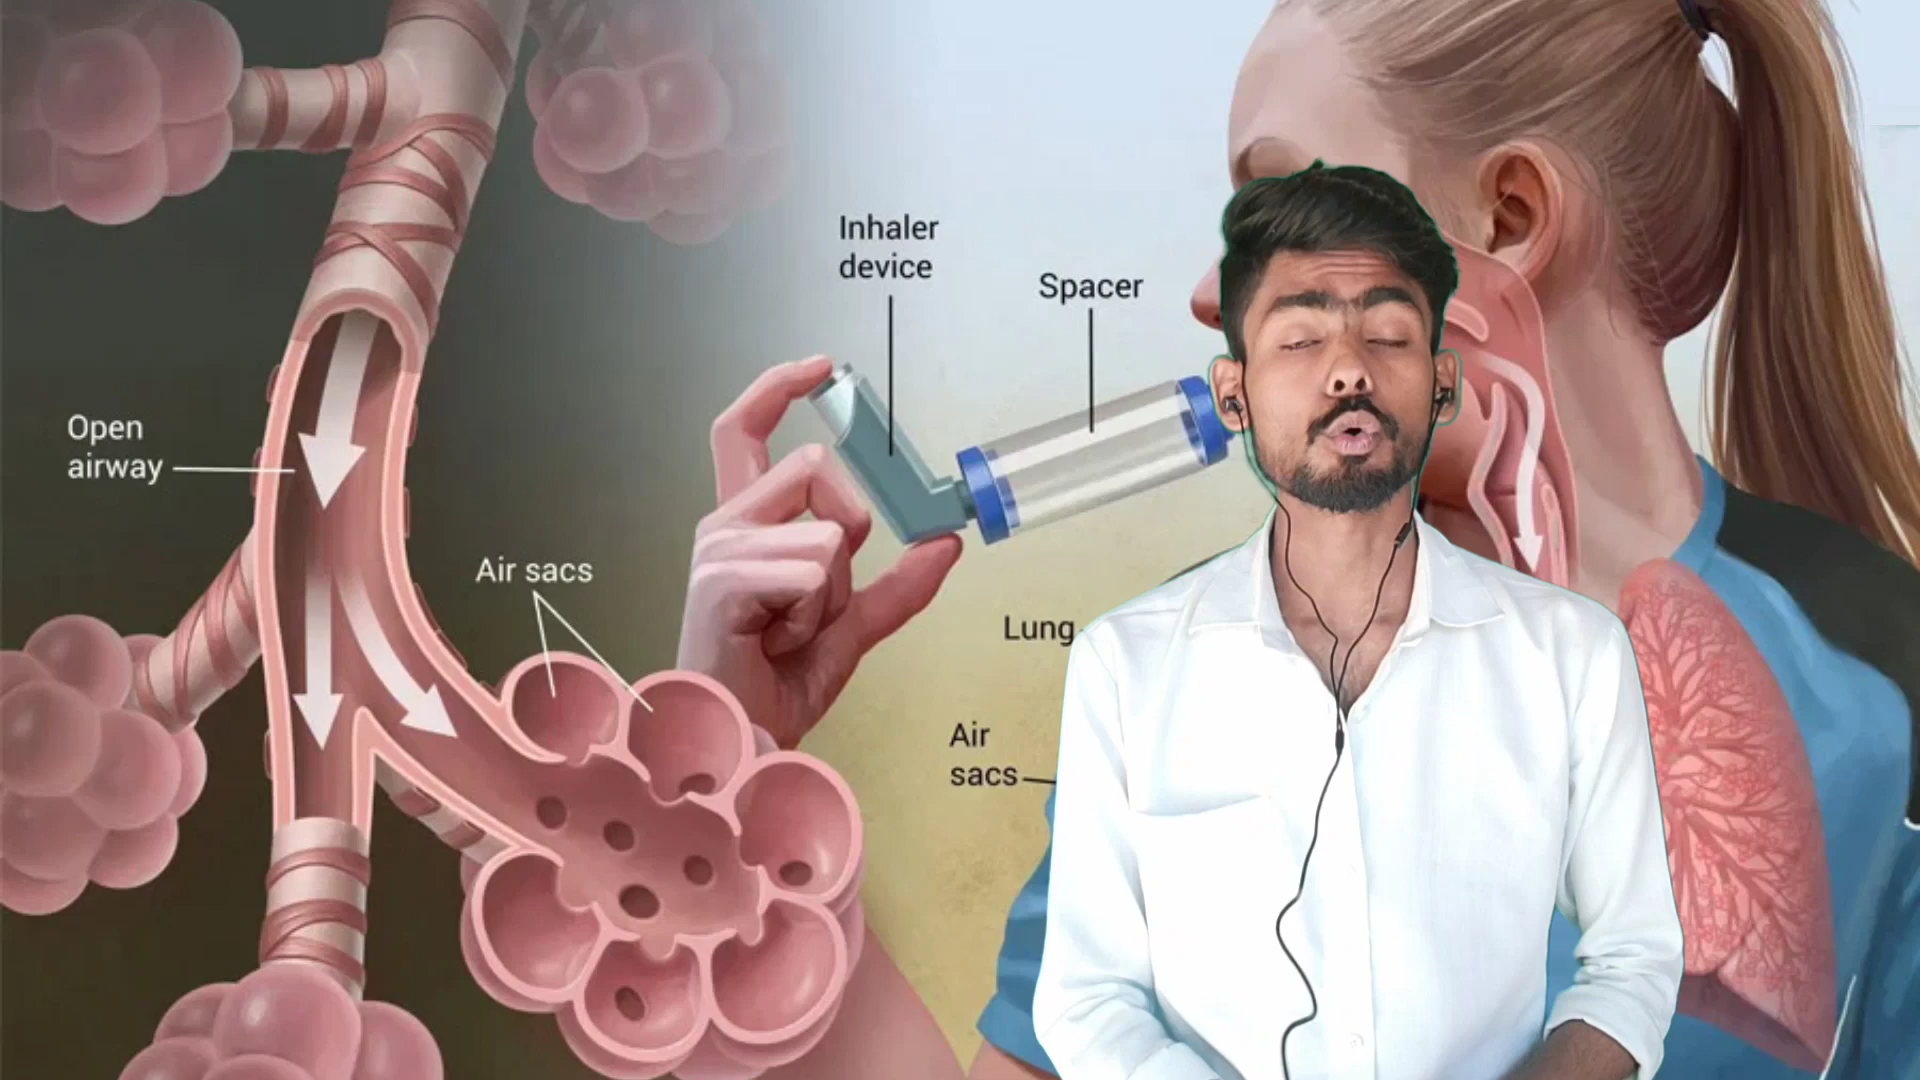 Inhaler
device
Spacer
Open
airway
Air sacs
Lung
Air
sacs